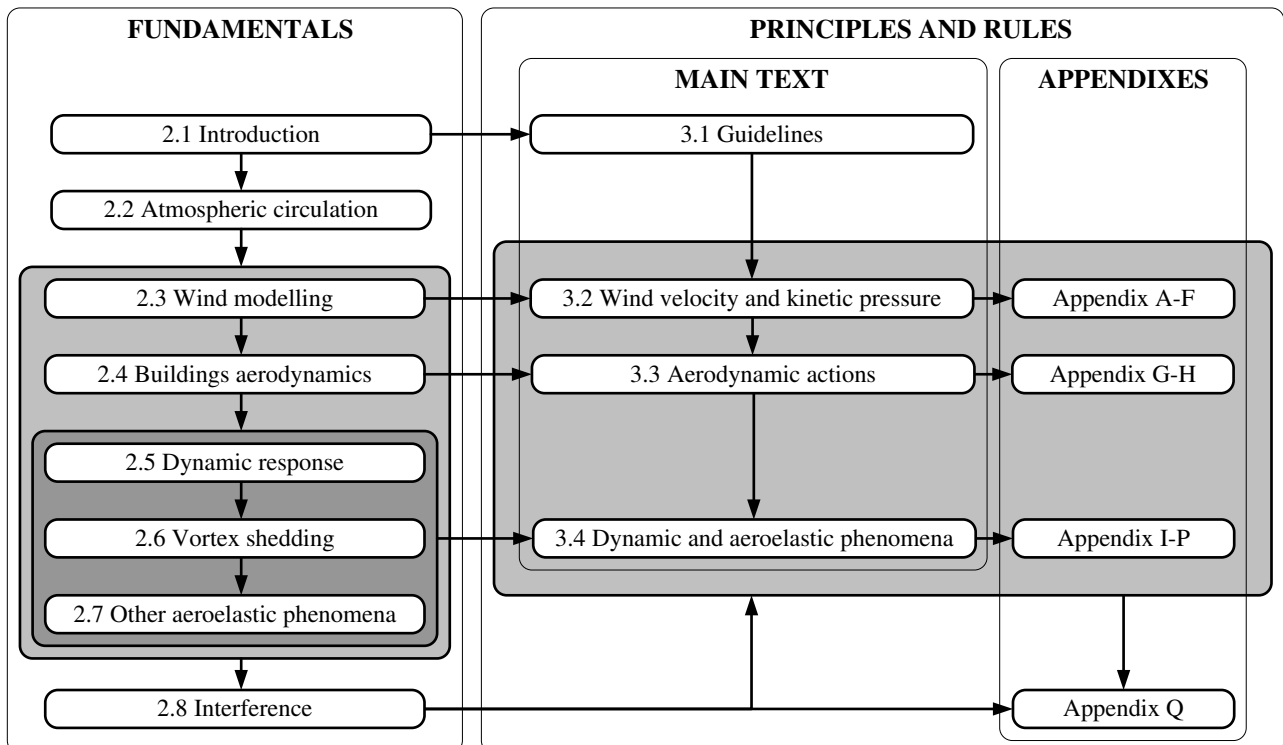 FUNDAMENTALS
PRINCIPLES AND RULES
MAIN TEXT
APPENDIXES
2.1 Introduction
3.1 Guidelines
2.2 Atmospheric circulation
2.3 Wind modelling
3.2 Wind velocity and kinetic pressure
Appendix A-F
2.4 Buildings aerodynamics
3.3 Aerodynamic actions
Appendix G-H
2.5 Dynamic response
2.6 Vortex shedding
3.4 Dynamic and aeroelastic phenomena
Appendix I-P
2.7 Other aeroelastic phenomena
2.8 Interference
Appendix Q